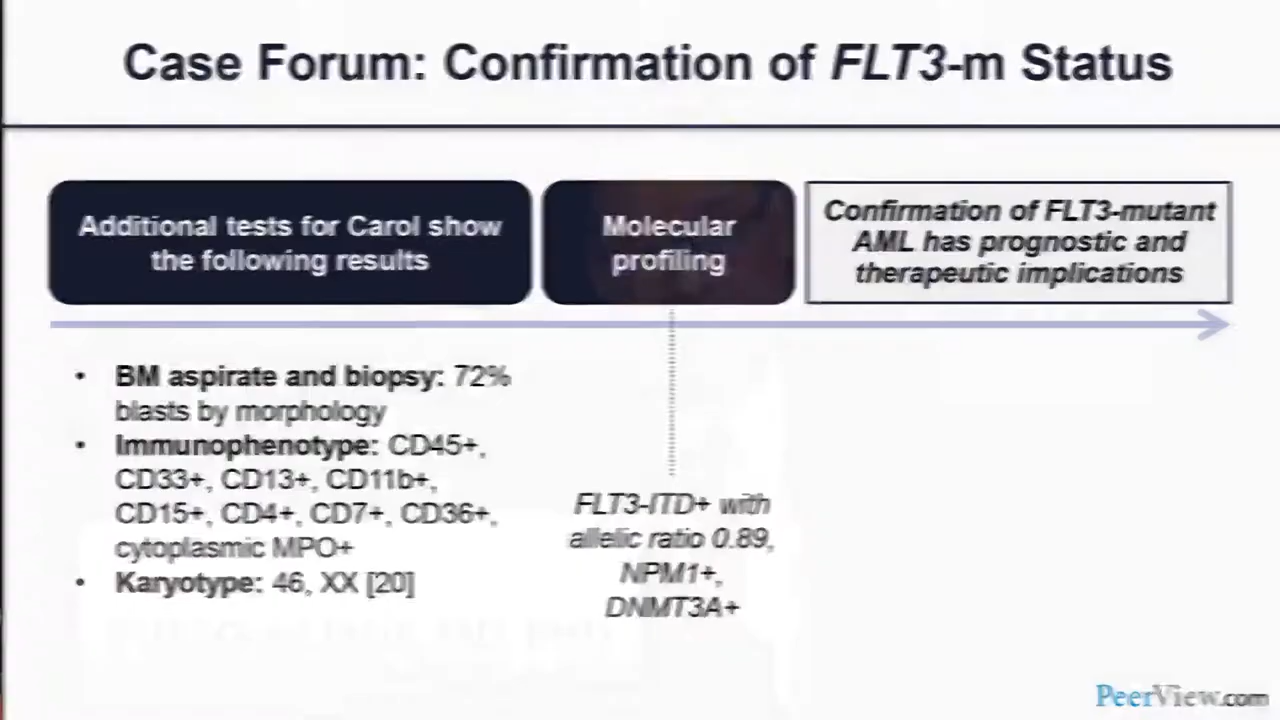 Case Forum: Confirmation of FLT3-m Status
Additional tests for Carol show
the following results
Molecular
profiling
Confirmation of FLT3-mutant
AML has prognostic and
therapeutic implications
• BM aspirate and biopsy: 72%
blasts by morphology
• Immunophenotype: CD45+,
CD33+, CD13+, CD11b+,
CD15+, CD4+, CD7+, CD36+,
cytoplasmic MPO+
• Karyotype: 46, XX [20]
FLT3-ITD+ with
allelic ratio 0.89,
NPM1+,
DNMT3A+
PeerView.com